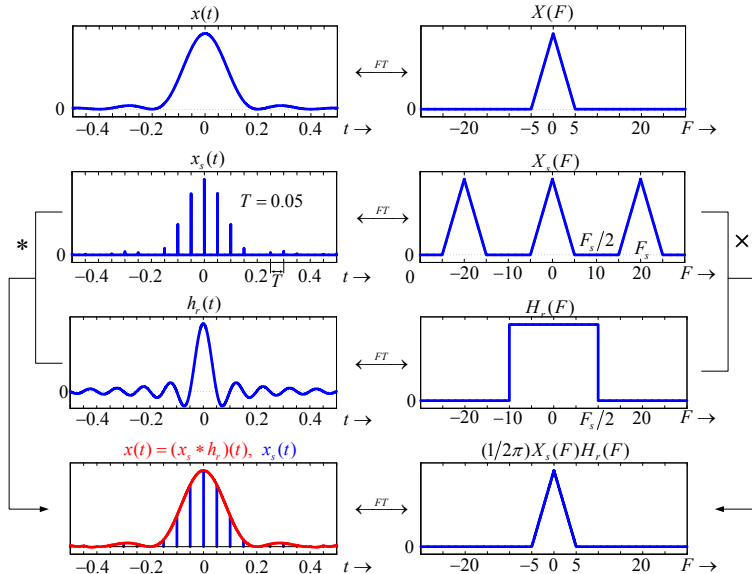 x(t) X(F)
0 FT 0
−0.4 −0.2 0 0.2 0.4 t → −20 −5 0 5 20 F →
x_s(t) X_s(F)
T = 0.05 FT F_s/2 F_s
* ×
0 0
−0.4 −0.2 0 0.2 T 0.4 t → 0 −20 −10 0 10 20 F →
h_r(t) H_r(F)
0 FT 0
−0.4 −0.2 0 0.2 0.4 t → −20 0 F_s/2 20 F →
x(t) = (x_s * h_r)(t), x_s(t) (1/2π)X_s(F)H_r(F)
FT 0
−0.4 −0.2 0 0.2 0.4 t → −20 −5 0 5 20 F →